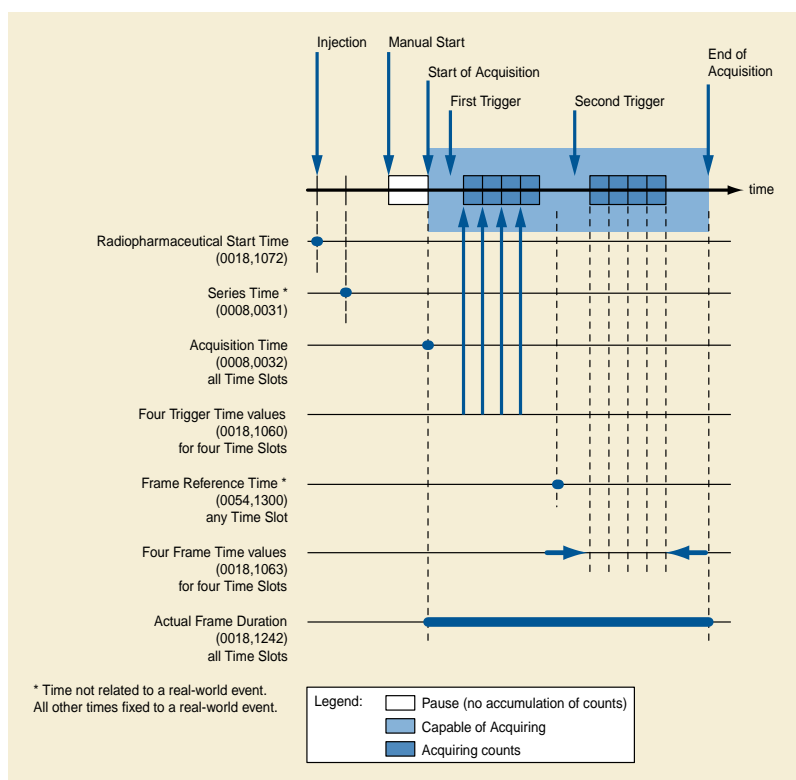 Injection
Manual Start
End of
Acquisition
Start of Acquisition
First Trigger
Second Trigger
time
Radiopharmaceutical Start Time
(0018,1072)
Series Time *
(0008,0031)
Acquisition Time
(0008,0032)
all Time Slots
Four Trigger Time values
(0018,1060)
for four Time Slots
Frame Reference Time *
(0054,1300)
any Time Slot
Four Frame Time values
(0018,1063)
for four Time Slots
Actual Frame Duration
(0018,1242)
all Time Slots
* Time not related to a real-world event.
All other times fixed to a real-world event.
Legend:
Pause (no accumulation of counts)
Capable of Acquiring
Acquiring counts